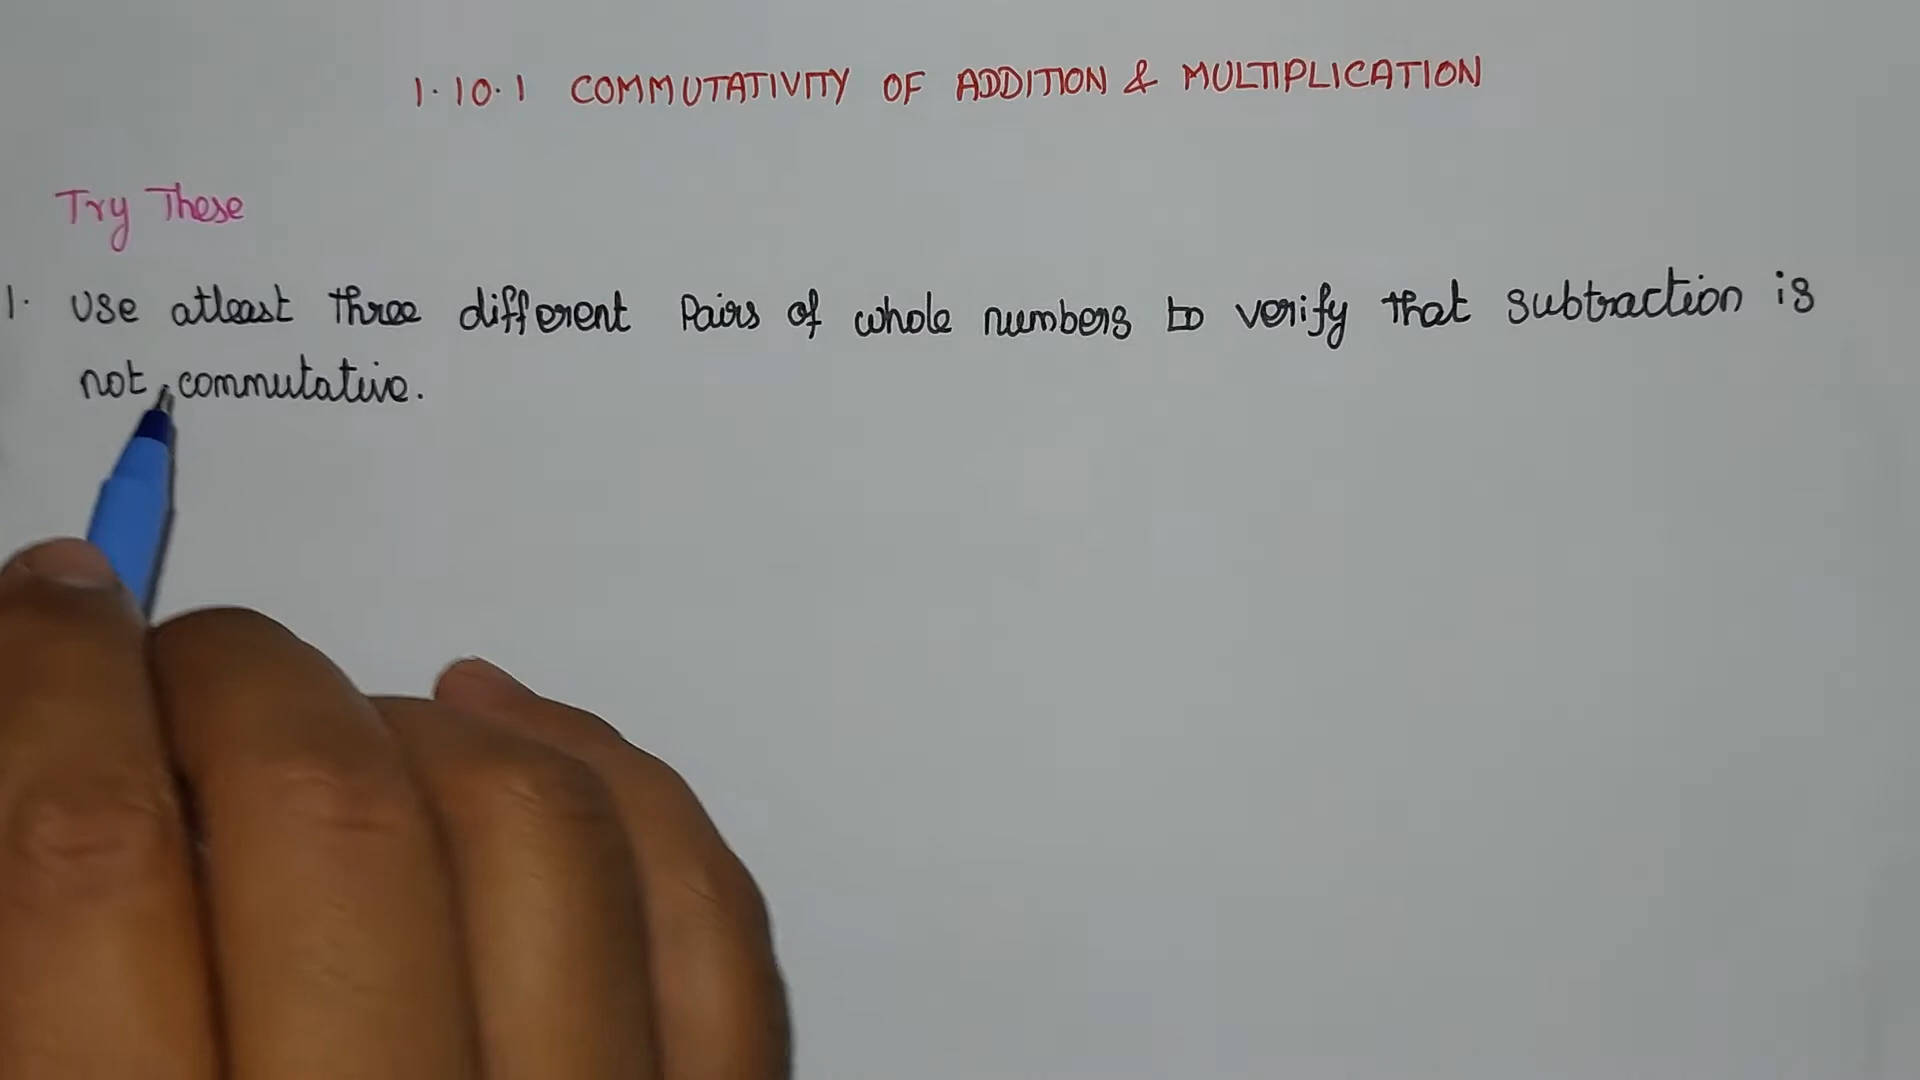 1.10.1 COMMUTATIVITY OF ADDITION & MULTIPLICATION
Try These
1. Use atleast three different Pairs of whole numbers to verify that subtraction is
not commutative.